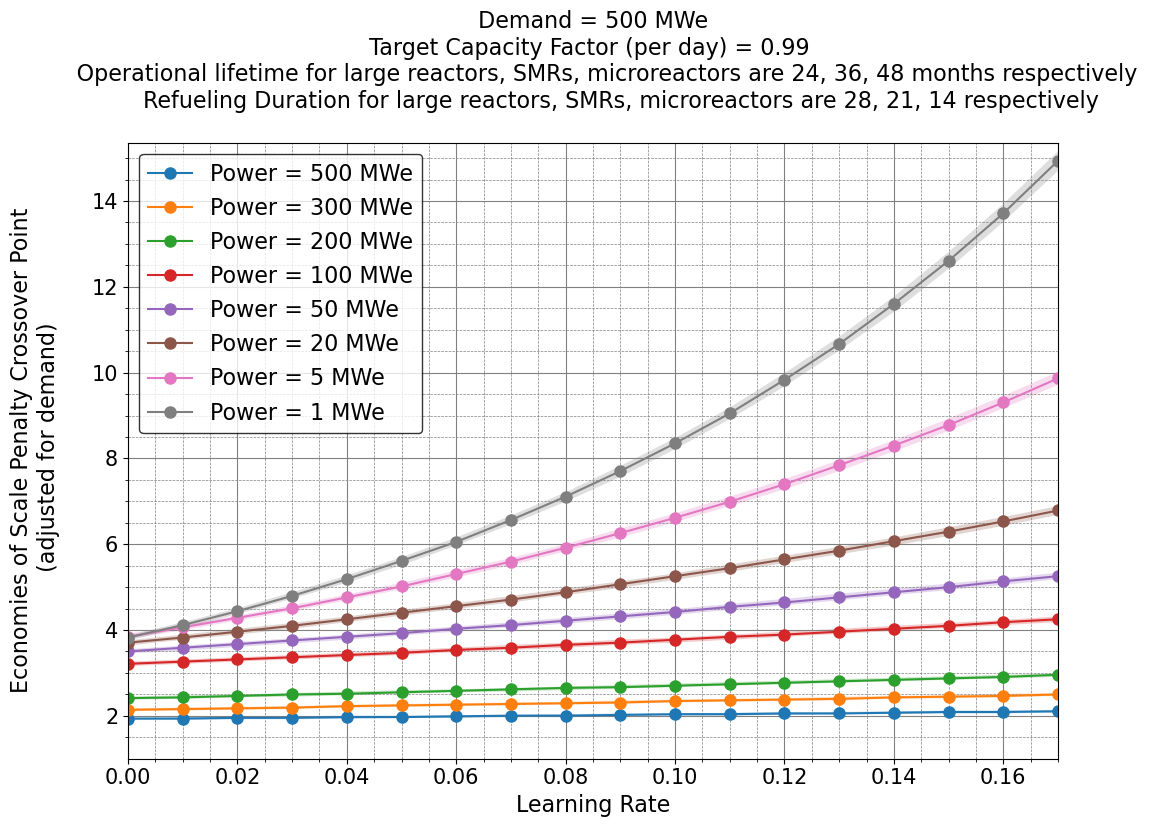 Demand = 500 MWe
Target Capacity Factor (per day) = 0.99
Operational lifetime for large reactors, SMRs, microreactors are 24, 36, 48 months respectively
Refueling Duration for large reactors, SMRs, microreactors are 28, 21, 14 respectively
Economies of Scale Penalty Crossover Point
(adjusted for demand)
14
12
10
8
6
4
2
Power = 500 MWe
Power = 300 MWe
Power = 200 MWe
Power = 100 MWe
Power = 50 MWe
Power = 20 MWe
Power = 5 MWe
Power = 1 MWe
0.00 0.02 0.04 0.06 0.08 0.10 0.12 0.14 0.16
Learning Rate